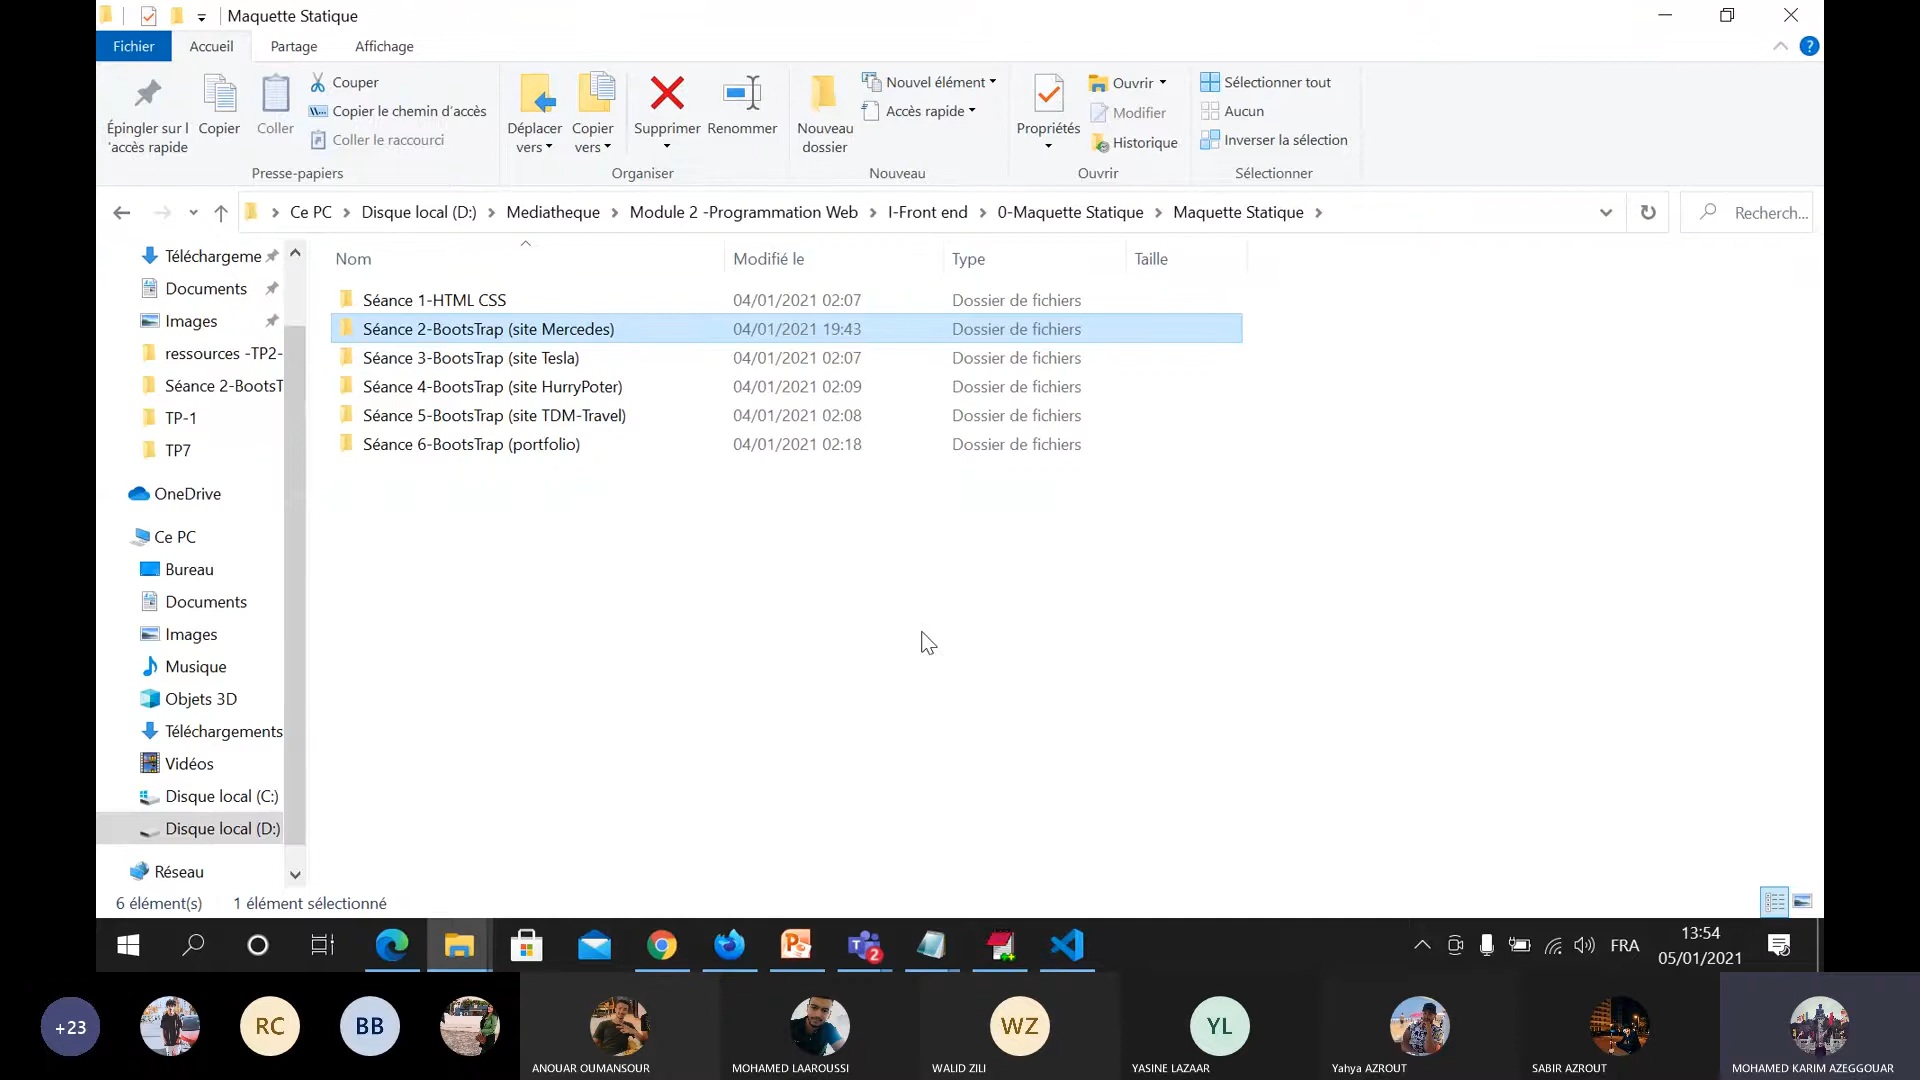 Maquette Statique
Fichier Accueil Partage Affichage
Épingler sur l'accès rapide
Copier
Coller
Couper
Copier le chemin d'accès
Coller le raccourci
Presse-papiers
Déplacer vers
Copier vers
Supprimer
Renommer
Organiser
Nouveau dossier
Nouvel élément
Accès rapide
Nouveau
Propriétés
Ouvrir
Modifier
Historique
Ouvrir
Sélectionner tout
Aucun
Inverser la sélection
Sélectionner
Ce PC > Disque local (D:) > Mediatheque > Module 2 -Programmation Web > I-Front end > 0-Maquette Statique > Maquette Statique >
Recherch...
Téléchargeme
Documents
Images
ressources -TP2-
Séance 2-BootsT
TP-1
TP7
OneDrive
Ce PC
Bureau
Documents
Images
Musique
Objets 3D
Téléchargements
Vidéos
Disque local (C:)
Disque local (D:)
Réseau
Nom Modifié le Type Taille
Séance 1-HTML CSS 04/01/2021 02:07 Dossier de fichiers
Séance 2-BootsTrap (site Mercedes) 04/01/2021 19:43 Dossier de fichiers
Séance 3-BootsTrap (site Tesla) 04/01/2021 02:07 Dossier de fichiers
Séance 4-BootsTrap (site HurryPoter) 04/01/2021 02:09 Dossier de fichiers
Séance 5-BootsTrap (site TDM-Travel) 04/01/2021 02:08 Dossier de fichiers
Séance 6-BootsTrap (portfolio) 04/01/2021 02:18 Dossier de fichiers
6 élément(s) 1 élément sélectionné
FRA
13:54
05/01/2021
+23
RC
BB
WZ
YL
ANOUAR OUMANSOUR
MOHAMED LAAROUSSI
WALID ZILI
YASINE LAZAAR
Yahya AZROUT
SABIR AZROUT
MOHAMED KARIM AZEGGOUAR